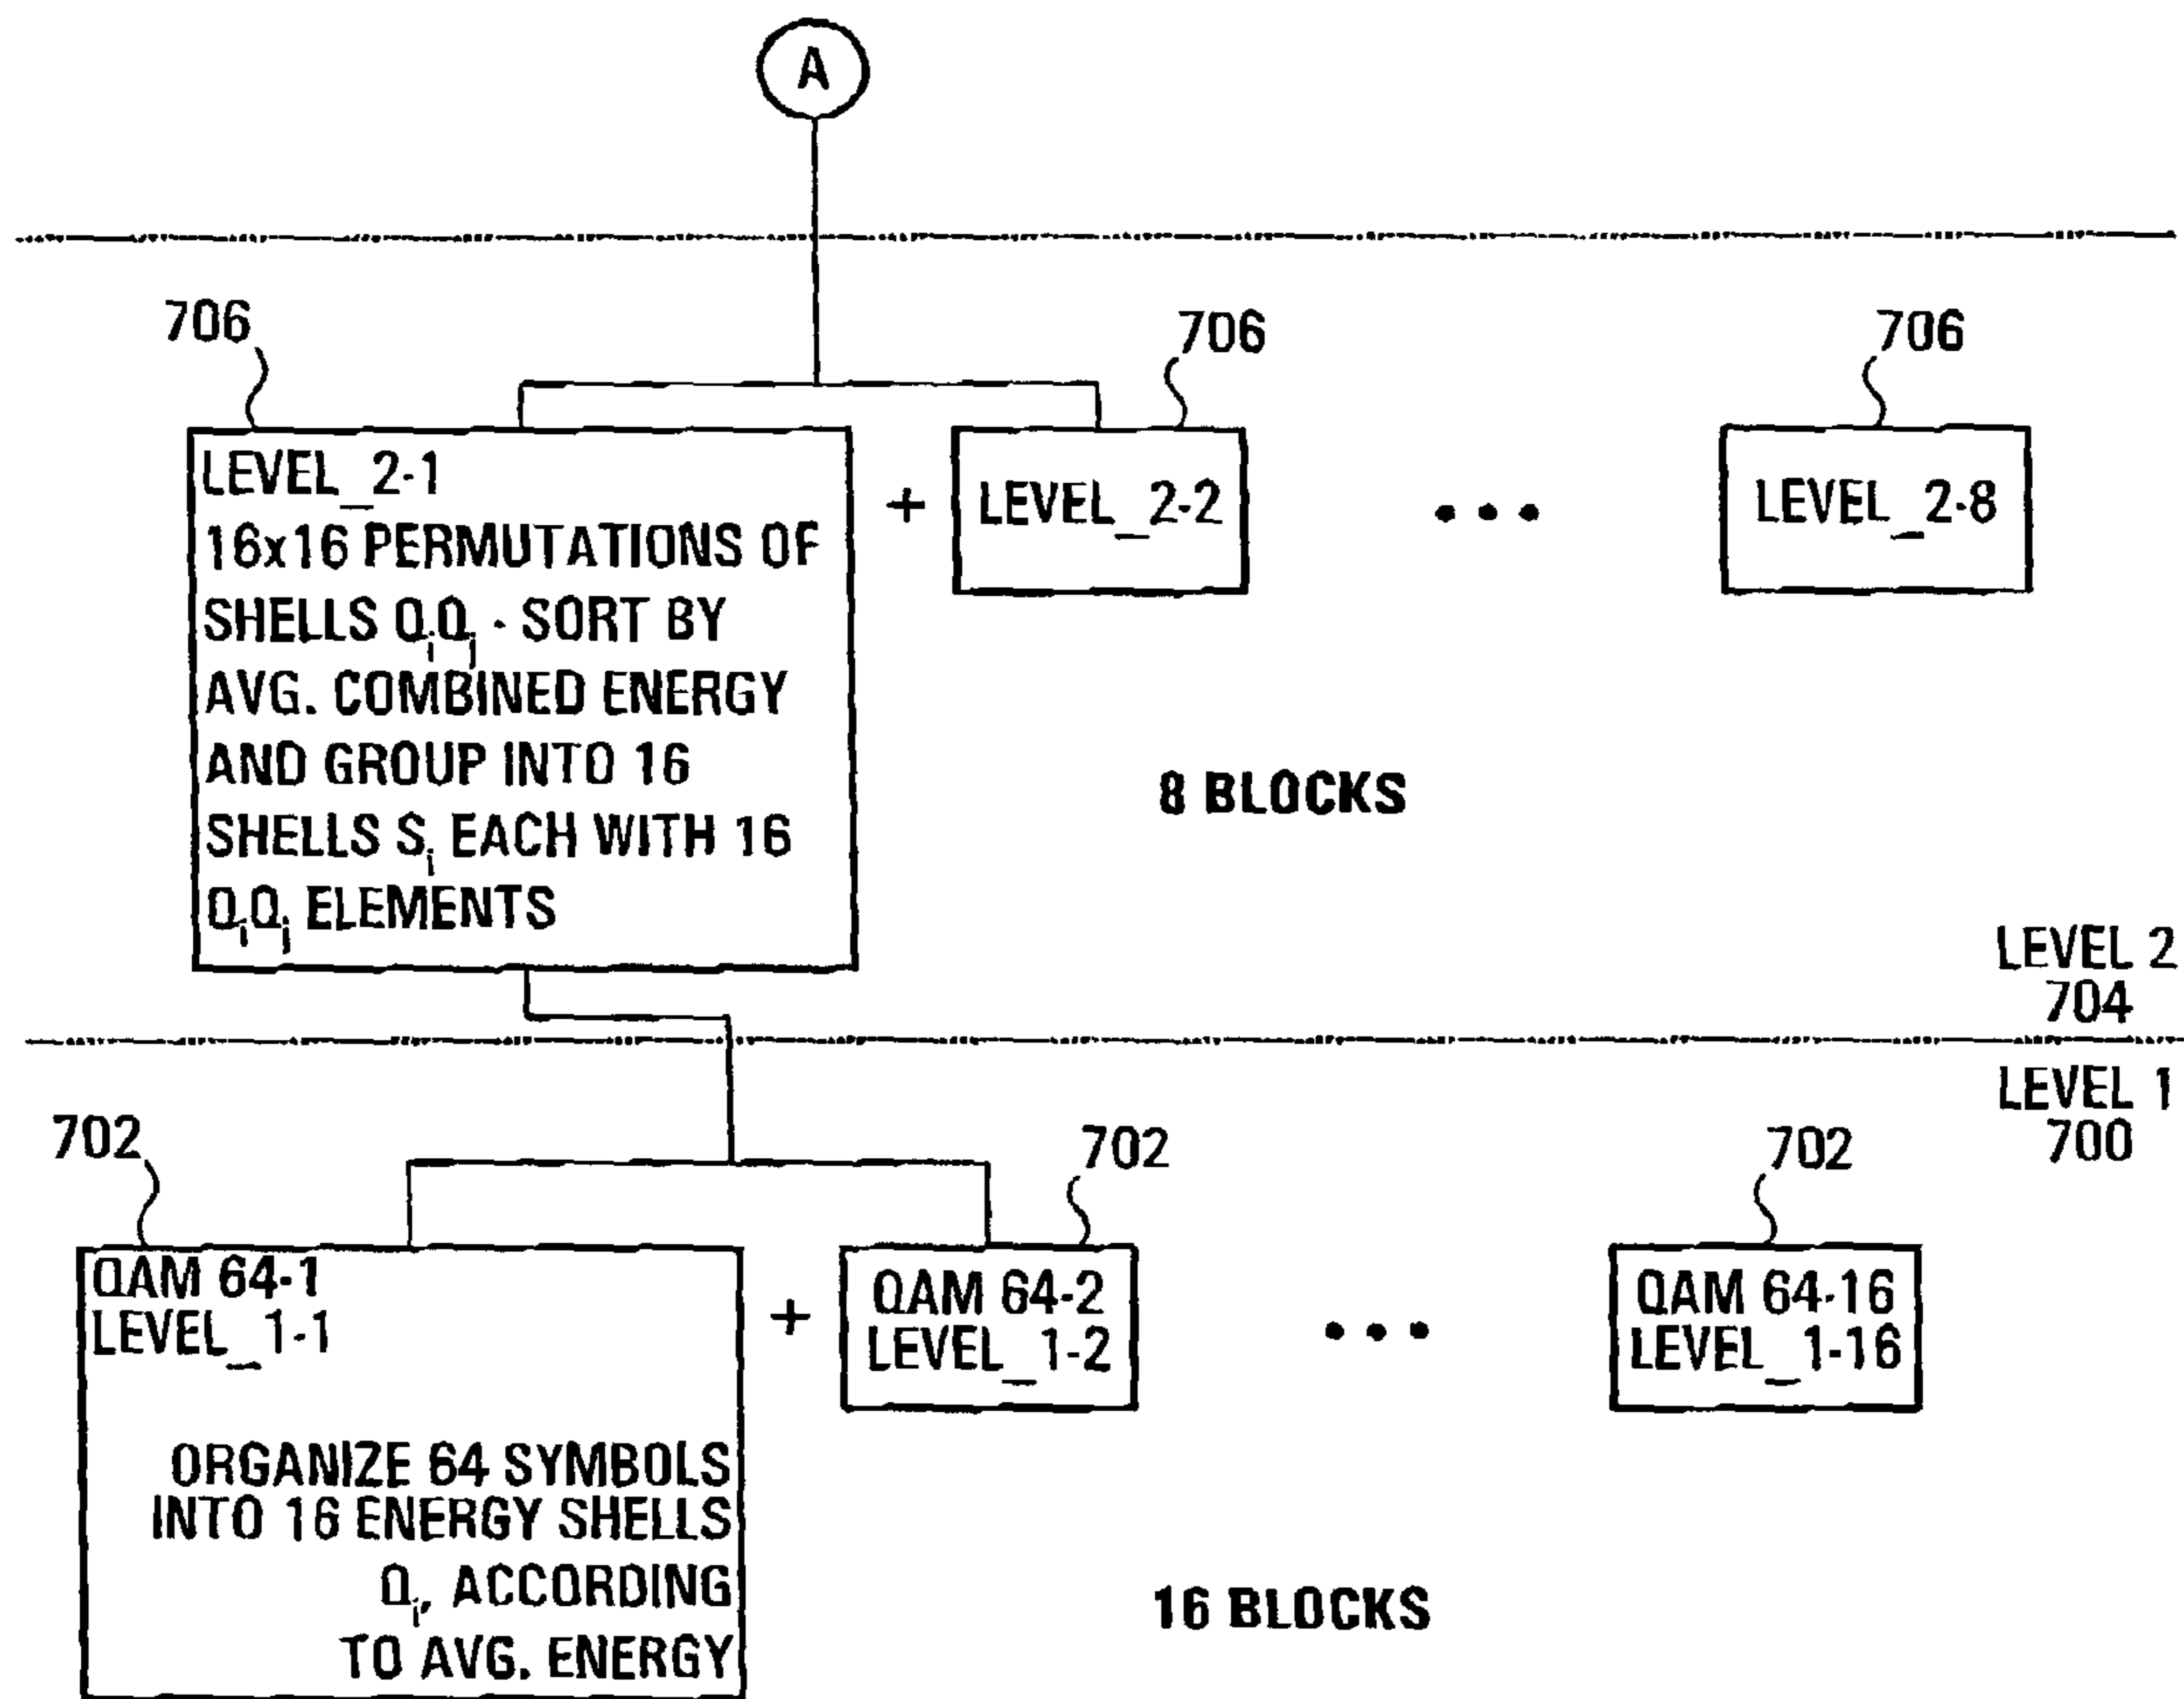 A
706
706
706
LEVEL_2-1
16x16 PERMUTATIONS OF
SHELLS QiQj - SORT BY
AVG. COMBINED ENERGY
AND GROUP INTO 16
SHELLS Si EACH WITH 16
QiQj ELEMENTS
+
LEVEL_2-2
• • •
LEVEL_2-8
8 BLOCKS
LEVEL 2
704
LEVEL 1
700
702
702
702
QAM 64-1
LEVEL_1-1
ORGANIZE 64 SYMBOLS
INTO 16 ENERGY SHELLS
Qi, ACCORDING
TO AVG. ENERGY
+
QAM 64-2
LEVEL_1-2
• • •
QAM 64-16
LEVEL_1-16
16 BLOCKS